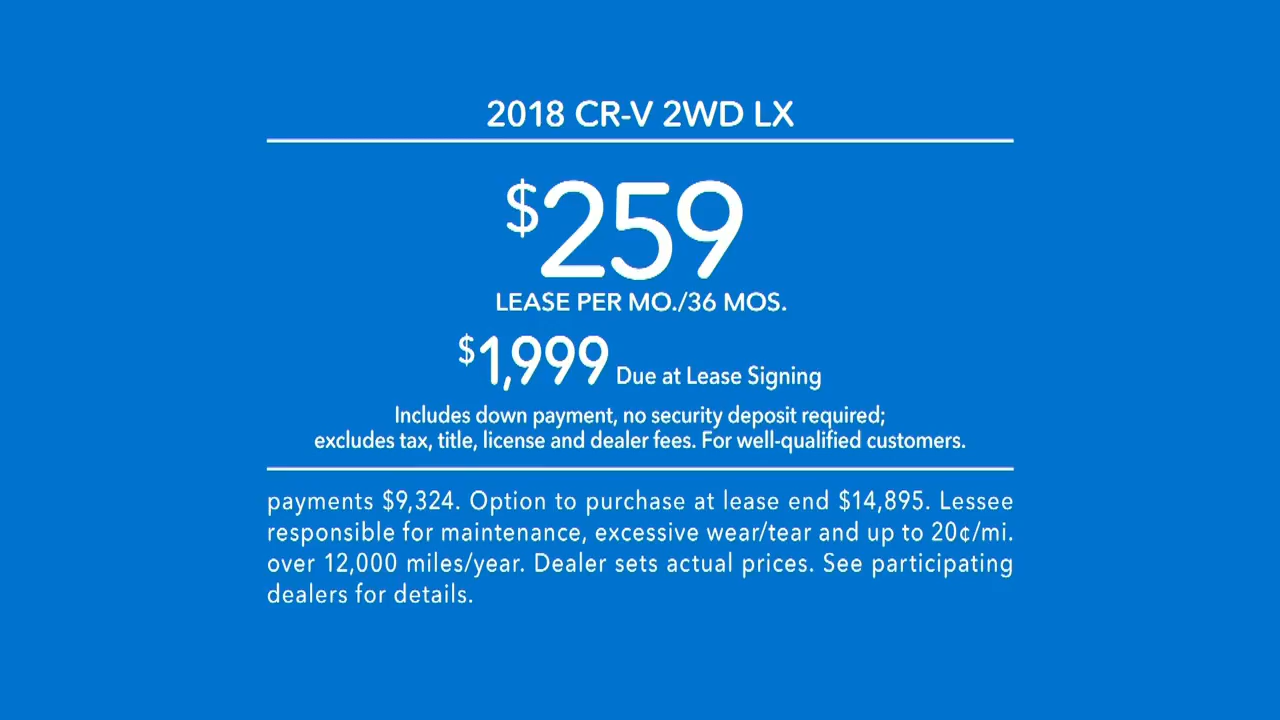 2018 CR-V 2WD LX
$259
LEASE PER MO./36 MOS.
$1,999 Due at Lease Signing
Includes down payment, no security deposit required;
excludes tax, title, license and dealer fees. For well-qualified customers.
payments $9,324. Option to purchase at lease end $14,895. Lessee
responsible for maintenance, excessive wear/tear and up to 20¢/mi.
over 12,000 miles/year. Dealer sets actual prices. See participating
dealers for details.